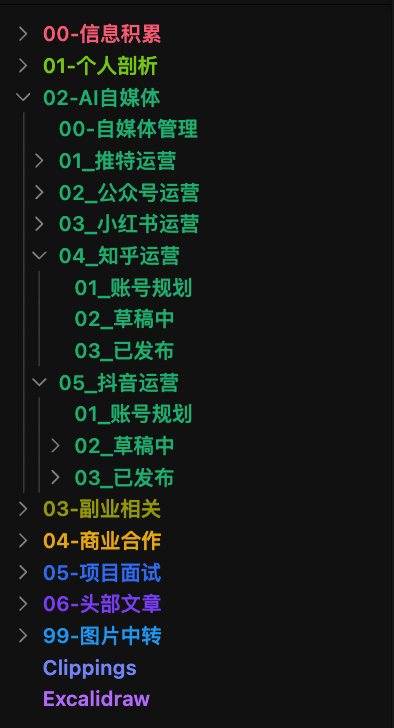 00-信息积累
01-个人剖析
02-AI自媒体
00-自媒体管理
01_推特运营
02_公众号运营
03_小红书运营
04_知乎运营
01_账号规划
02_草稿中
03_已发布
05_抖音运营
01_账号规划
02_草稿中
03_已发布
03-副业相关
04-商业合作
05-项目面试
06-头部文章
99-图片中转
Clippings
Excalidraw